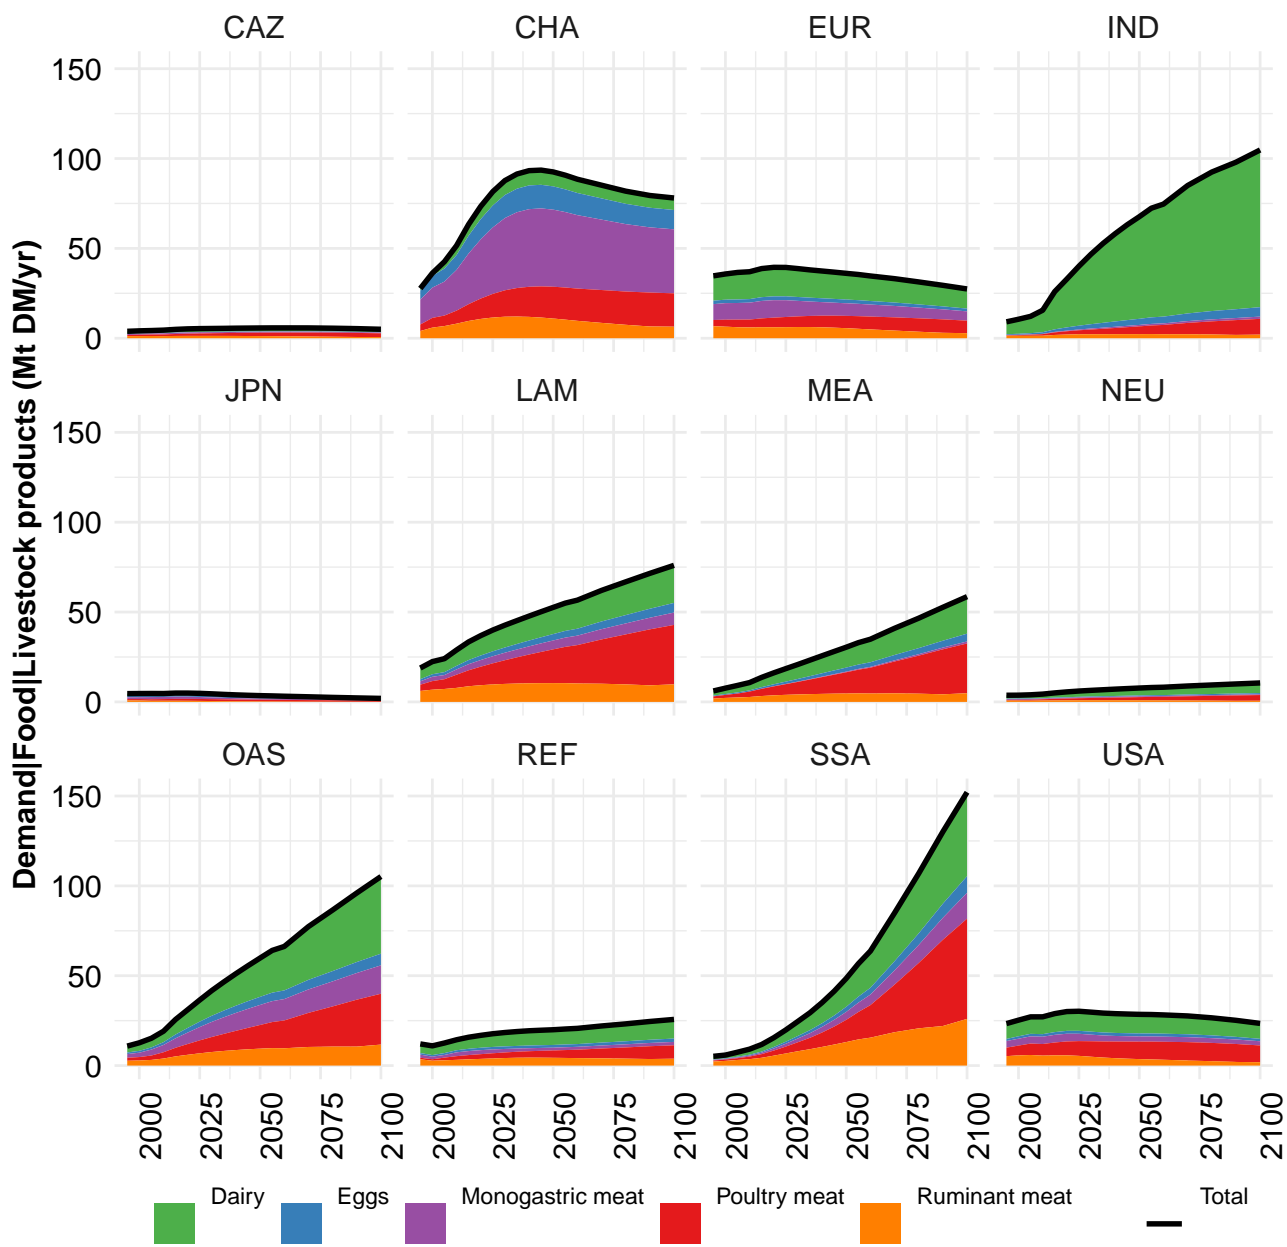 CAZ CHA EUR IND
150
100
50
0
JPN LAM MEA NEU
150
100
50
0
OAS REF SSA USA
150
100
50
0
Demand|Food|Livestock products (Mt DM/yr)
2000 2025 2050 2075 2100 2000 2025 2050 2075 2100 2000 2025 2050 2075 2100 2000 2025 2050 2075 2100
Dairy Eggs Monogastric meat Poultry meat Ruminant meat Total